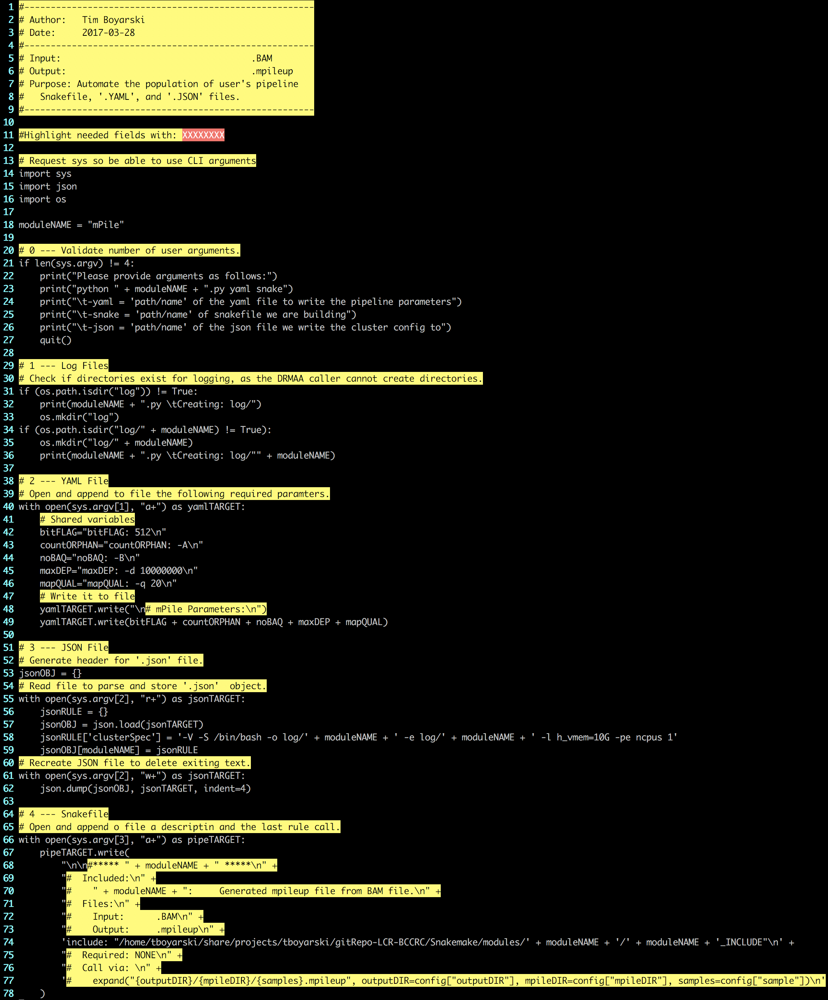 1 #-------------------------------------------------------
2 # Author:   Tim Boyarski
3 # Date:     2017-03-28
4 #-------------------------------------------------------
5 # Input:                                    .BAM
6 # Output:                                   .mpileup
7 # Purpose: Automate the population of user's pipeline
8 #   Snakefile, '.YAML', and '.JSON' files.
9 #-------------------------------------------------------
10
11 #Highlight needed fields with: XXXXXXXX
12
13 # Request sys so be able to use CLI arguments
14 import sys
15 import json
16 import os
17
18 moduleNAME = "mPile"
19
20 # 0 --- Validate number of user arguments.
21 if len(sys.argv) != 4:
22     print("Please provide arguments as follows:")
23     print("python " + moduleNAME + ".py yaml snake")
24     print("\t-yaml = 'path/name' of the yaml file to write the pipeline parameters")
25     print("\t-snake = 'path/name' of snakefile we are building")
26     print("\t-json = 'path/name' of the json file we write the cluster config to")
27     quit()
28
29 # 1 --- Log Files
30 # Check if directories exist for logging, as the DRMAA caller cannot create directories.
31 if (os.path.isdir("log")) != True:
32     print(moduleNAME + ".py \tCreating: log/")
33     os.mkdir("log")
34 if (os.path.isdir("log/" + moduleNAME) != True):
35     os.mkdir("log/" + moduleNAME)
36     print(moduleNAME + ".py \tCreating: log/"" + moduleNAME)
37
38 # 2 --- YAML File
39 # Open and append to file the following required paramters.
40 with open(sys.argv[1], "a+") as yamlTARGET:
41     # Shared variables
42     bitFLAG="bitFLAG: 512\n"
43     countORPHAN="countORPHAN: -A\n"
44     noBAQ="noBAQ: -B\n"
45     maxDEP="maxDEP: -d 10000000\n"
46     mapQUAL="mapQUAL: -q 20\n"
47     # Write it to file
48     yamlTARGET.write("\n# mPile Parameters:\n")
49     yamlTARGET.write(bitFLAG + countORPHAN + noBAQ + maxDEP + mapQUAL)
50
51 # 3 --- JSON File
52 # Generate header for '.json' file.
53 jsonOBJ = {}
54 # Read file to parse and store '.json'  object.
55 with open(sys.argv[2], "r+") as jsonTARGET:
56     jsonRULE = {}
57     jsonOBJ = json.load(jsonTARGET)
58     jsonRULE['clusterSpec'] = '-V -S /bin/bash -o log/' + moduleNAME + ' -e log/' + moduleNAME + ' -l h_vmem=10G -pe ncpus 1'
59     jsonOBJ[moduleNAME] = jsonRULE
60 # Recreate JSON file to delete exiting text.
61 with open(sys.argv[2], "w+") as jsonTARGET:
62     json.dump(jsonOBJ, jsonTARGET, indent=4)
63
64 # 4 --- Snakefile
65 # Open and append o file a descriptin and the last rule call.
66 with open(sys.argv[3], "a+") as pipeTARGET:
67     pipeTARGET.write(
68         "\n\n#***** " + moduleNAME + " *****\n" +
69         "#  Included:\n" +
70         "#    " + moduleNAME + ":     Generated mpileup file from BAM file.\n" +
71         "#  Files:\n" +
72         "#    Input:      .BAM\n" +
73         "#    Output:     .mpileup\n" +
74         'include: "/home/tboyarski/share/projects/tboyarski/gitRepo-LCR-BCCRC/Snakemake/modules/' + moduleNAME + '/' + moduleNAME + '_INCLUDE"\n' +
75         "#  Required: NONE\n" +
76         "#  Call via: \n" +
77         '#    expand("{outputDIR}/{mpileDIR}/{samples}.mpileup", outputDIR=config["outputDIR"], mpileDIR=config["mpileDIR"], samples=config["sample"])\n'
78     )